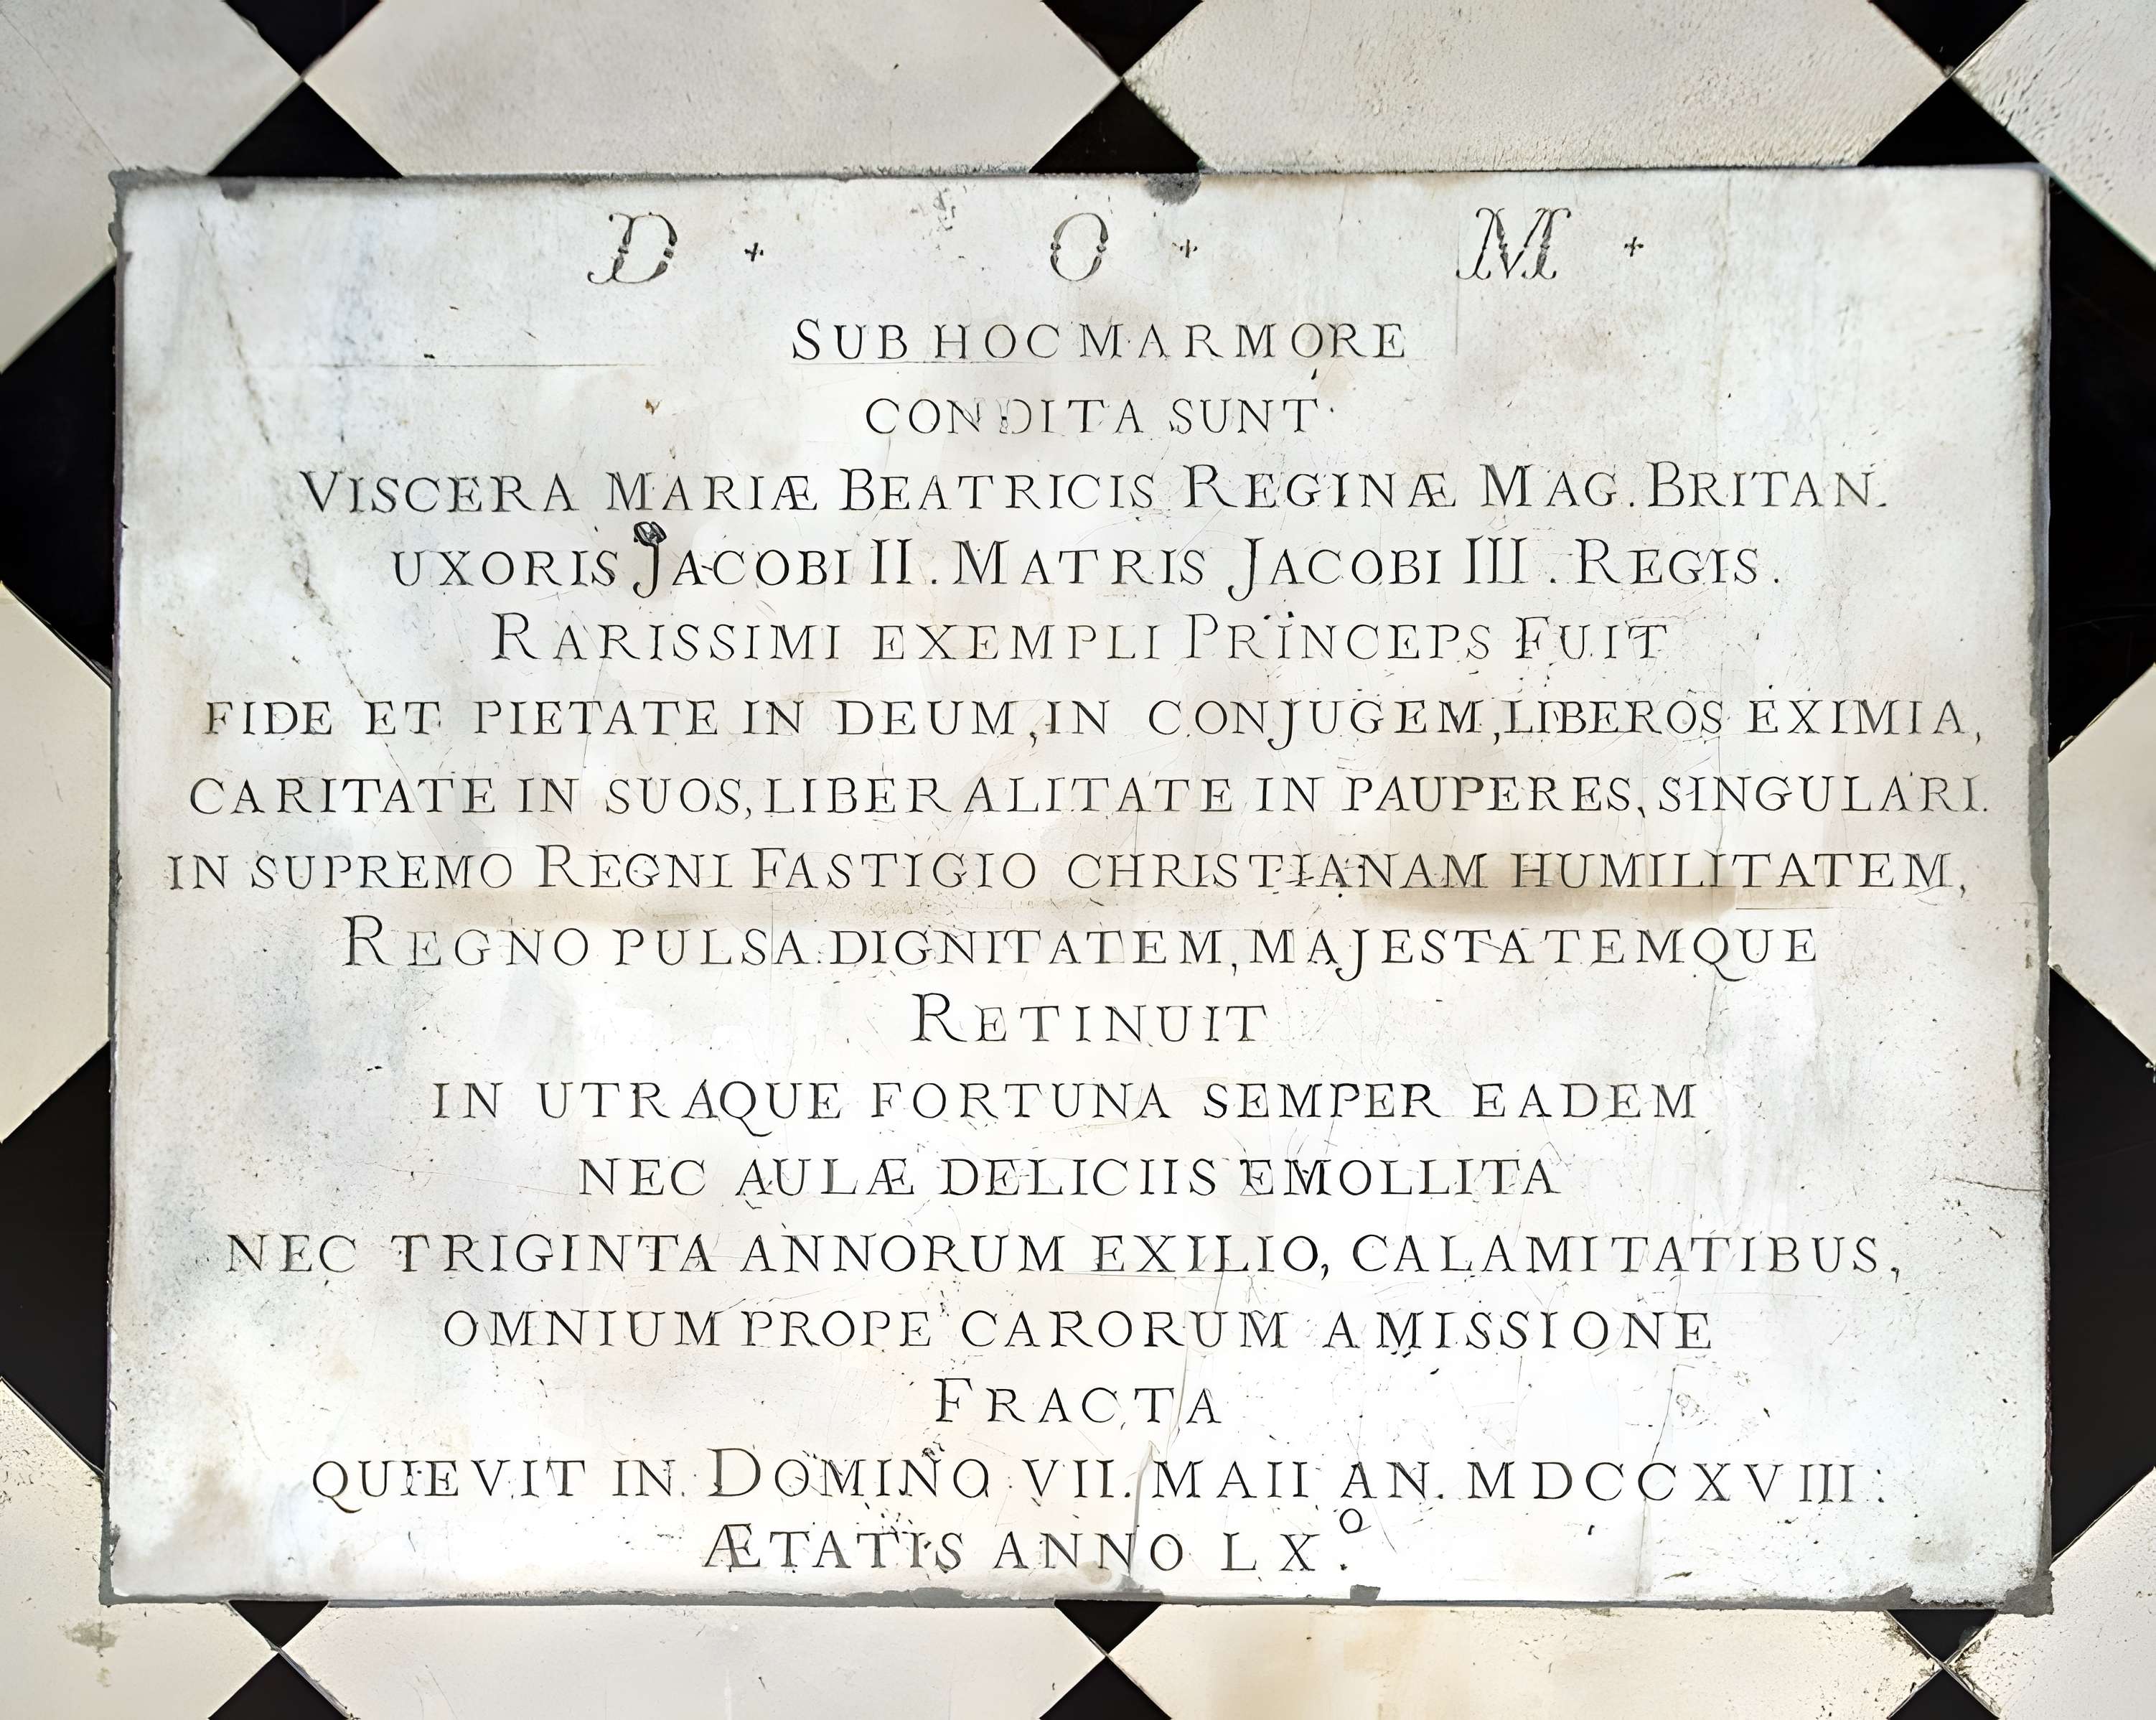 D + O + M +
SUB HOC MARMORE
CONDITA SUNT
VISCERA MARIÆ BEATRICIS REGINÆ MAG. BRITAN.
UXORIS JACOBI II. MATRIS JACOBI III. REGIS.
RARISSIMI EXEMPLI PRINCEPS FUIT
FIDE ET PIETATE IN DEUM, IN CONJUGEM, LIBEROS EXIMIA,
CARITATE IN SUOS, LIBERALITATE IN PAUPERES, SINGULARI.
IN SUPREMO REGNI FASTIGIO CHRISTIANAM HUMILITATEM,
REGNO PULSA DIGNITATEM, MAJESTATEMQUE
RETINUIT
IN UTRAQUE FORTUNA SEMPER EADEM
NEC AULÆ DELICIIS EMOLLITA
NEC TRIGINTA ANNORUM EXILIO, CALAMITATIBUS,
OMNIUM PROPE CARORUM AMISSIONE
FRACTA
QUIEVIT IN DOMINO VII. MAII AN. MDCCXVIII.
ÆTATIS ANNO LX.º